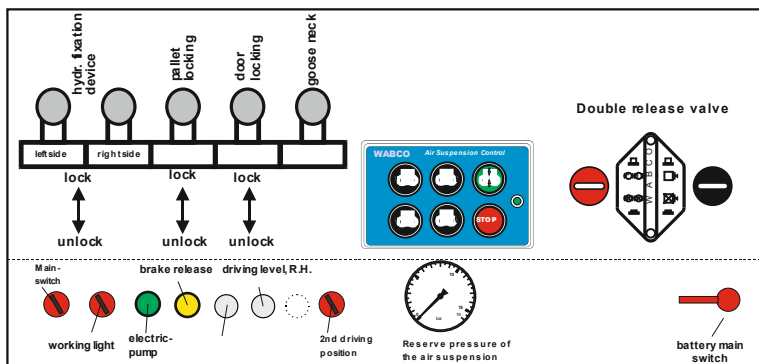 hydr. fixation
device
pallet
locking
door
locking
goose neck
left side
right side
lock
lock
lock
unlock
unlock
unlock
WABCO
Air Suspension Control
STOP
Double release valve
WABCO
Main-
switch
brake release
driving level, R.H.
working light
electric-
pump
2nd driving
position
bar
Reserve pressure of
the air suspension
battery main
switch